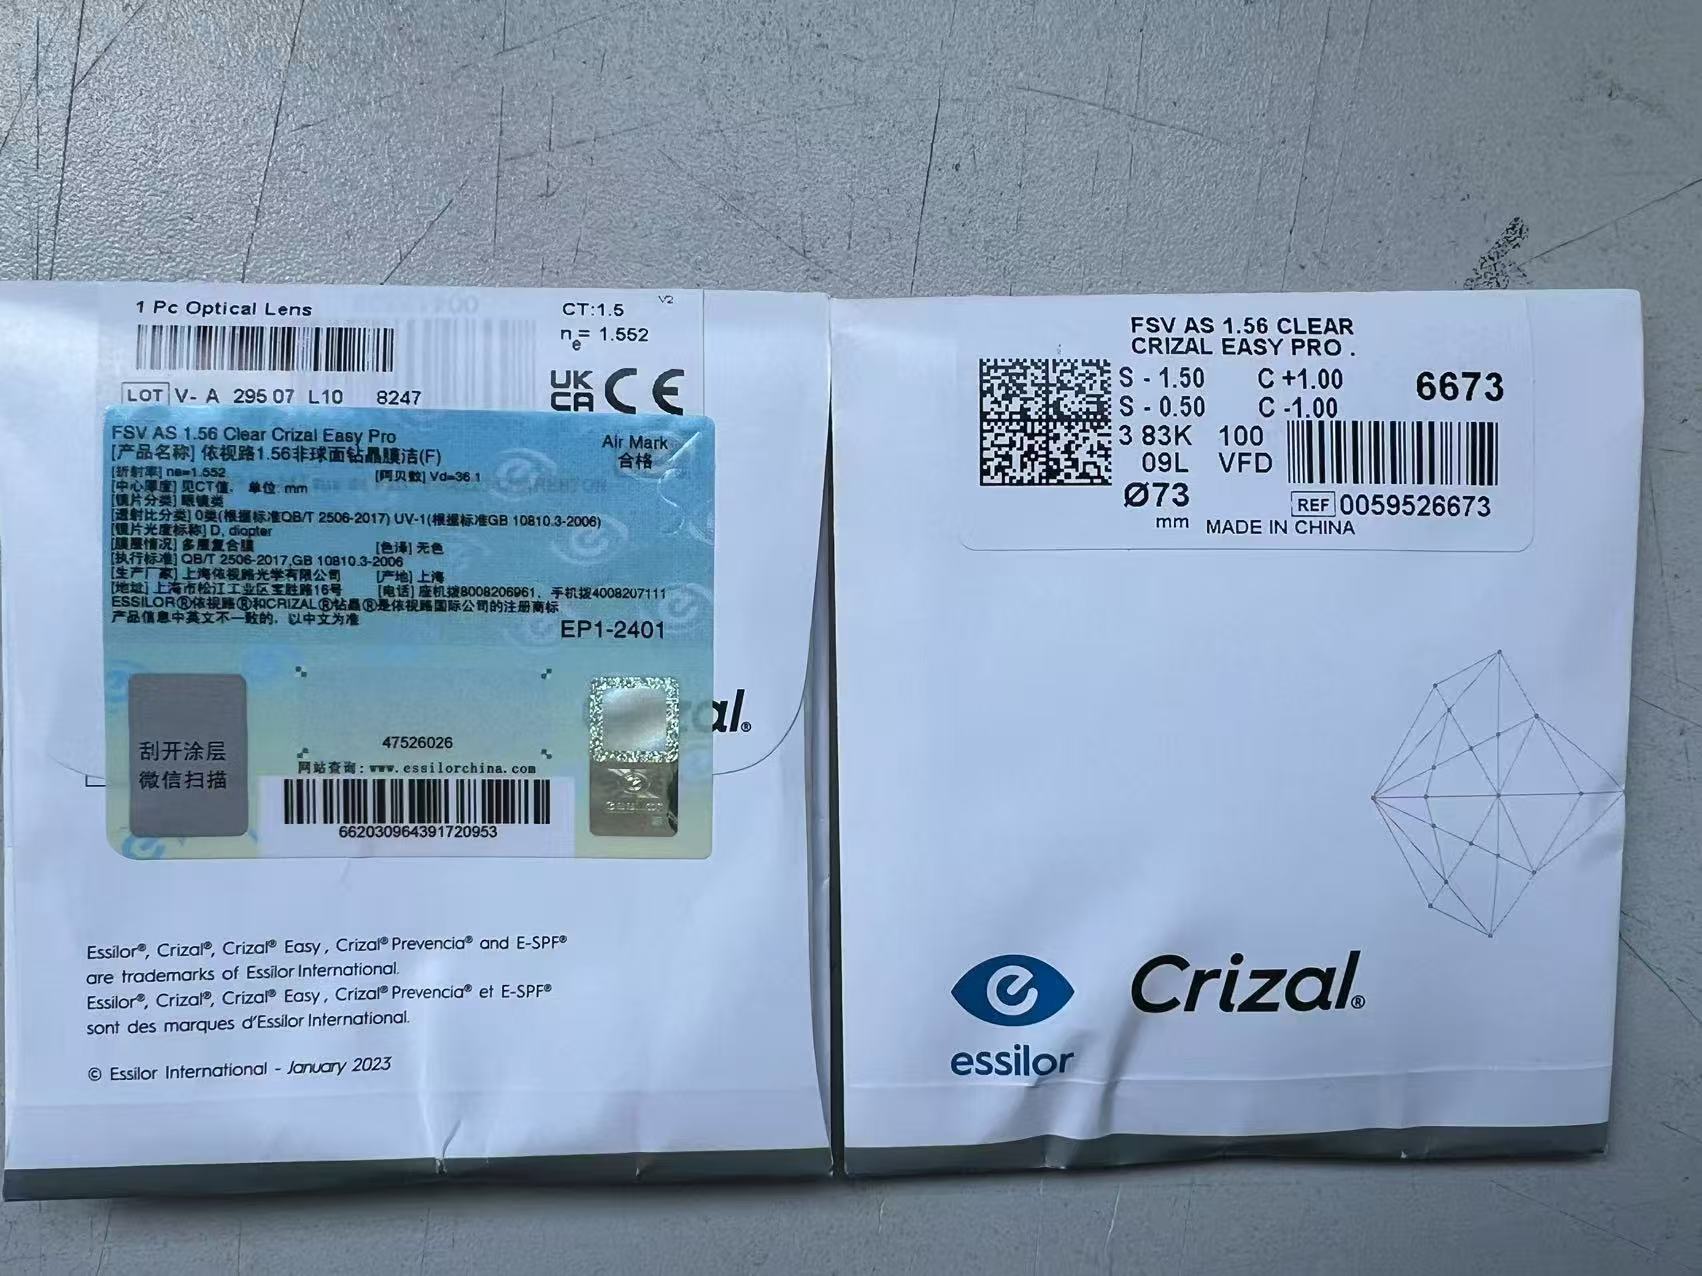 1 Pc Optical Lens
CT:1.5
V2
ne= 1.552
LOT V- A 295 07 L10 8247
UK CA CE
FSV AS 1.56 Clear Crizal Easy Pro
Air Mark
[产品名称] 依视路1.56非球面钻晶膜洁(F)
合格
[折射率] ne=1.552
[阿贝数] Vd=36.1
[中心厚度] 见CT值，单位: mm
[镜片分类] 眼镜类
[透射比分类] 0类(根据标准QB/T 2506-2017) UV-1(根据标准GB 10810.3-2006)
[镜片光度标称] D, diopter
[膜层情况] 多层复合膜
[色泽] 无色
[执行标准] QB/T 2506-2017,GB 10810.3-2006
[生产厂家] 上海依视路光学有限公司
[产地] 上海
[地址] 上海市松江工业区宝胜路16号
[电话] 座机拨8008206961，手机拨4008207111
ESSILOR®依视路®和CRIZAL®钻晶®是依视路国际公司的注册商标
产品信息中英文不一致的，以中文为准
EP1-2401
al®
刮开涂层
微信扫描
47526026
网站查询：www.essilorchina.com
662030964391720953
essilor
Essilor®, Crizal®, Crizal® Easy, Crizal® Prevencia® and E-SPF®
are trademarks of Essilor International.
Essilor®, Crizal®, Crizal® Easy, Crizal® Prevencia® et E-SPF®
sont des marques d'Essilor International.
© Essilor International - January 2023
FSV AS 1.56 CLEAR
CRIZAL EASY PRO .
S - 1.50 C +1.00
S - 0.50 C -1.00
6673
3 83K 100
09L VFD
Ø73
mm
REF 0059526673
MADE IN CHINA
Crizal®
essilor